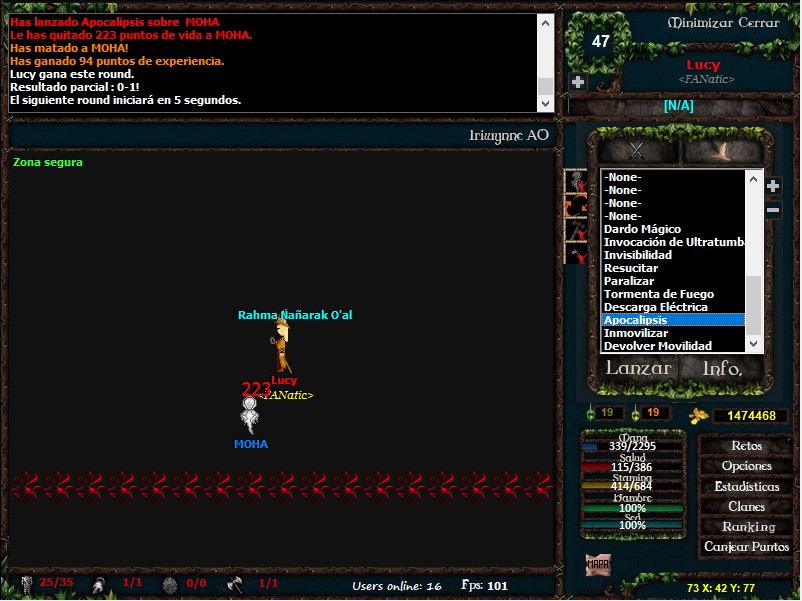 Has lanzado Apocalipsis sobre MOHA
Le has quitado 223 puntos de vida a MOHA.
Has matado a MOHA!
Has ganado 94 puntos de experiencia.
Lucy gana este round.
Resultado parcial : 0-1!
El siguiente round iniciará en 5 segundos.
Iriwynne AO
Zona segura
Rahma Nañarak O'al
Lucy
<FANatic>
223
MOHA
25/35
1/1
0/0
1/1
Users online: 16
Fps: 101
47
Minimizar Cerrar
Lucy
<FANatic>
[N/A]
-None-
-None-
-None-
-None-
Dardo Mágico
Invocación de Ultratumb
Invisibilidad
Resucitar
Paralizar
Tormenta de Fuego
Descarga Eléctrica
Apocalipsis
Inmovilizar
Devolver Movilidad
Lanzar
Info.
19
19
1474468
Mana
339/2295
Salud
115/386
Stamina
414/684
Hambre
100%
Sed
100%
Retos
Opciones
Estadísticas
Clanes
Ranking
Canjear Puntos
MAPA
73 X: 42 Y: 77